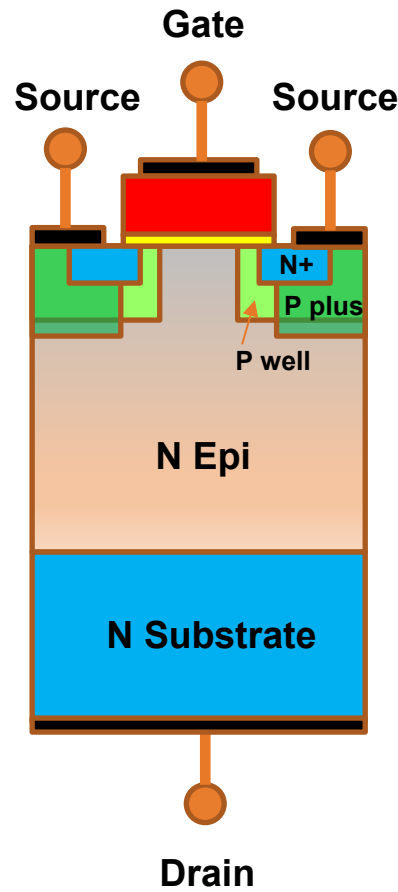 Gate
Source
Source
N+
P plus
P well
N Epi
N Substrate
Drain